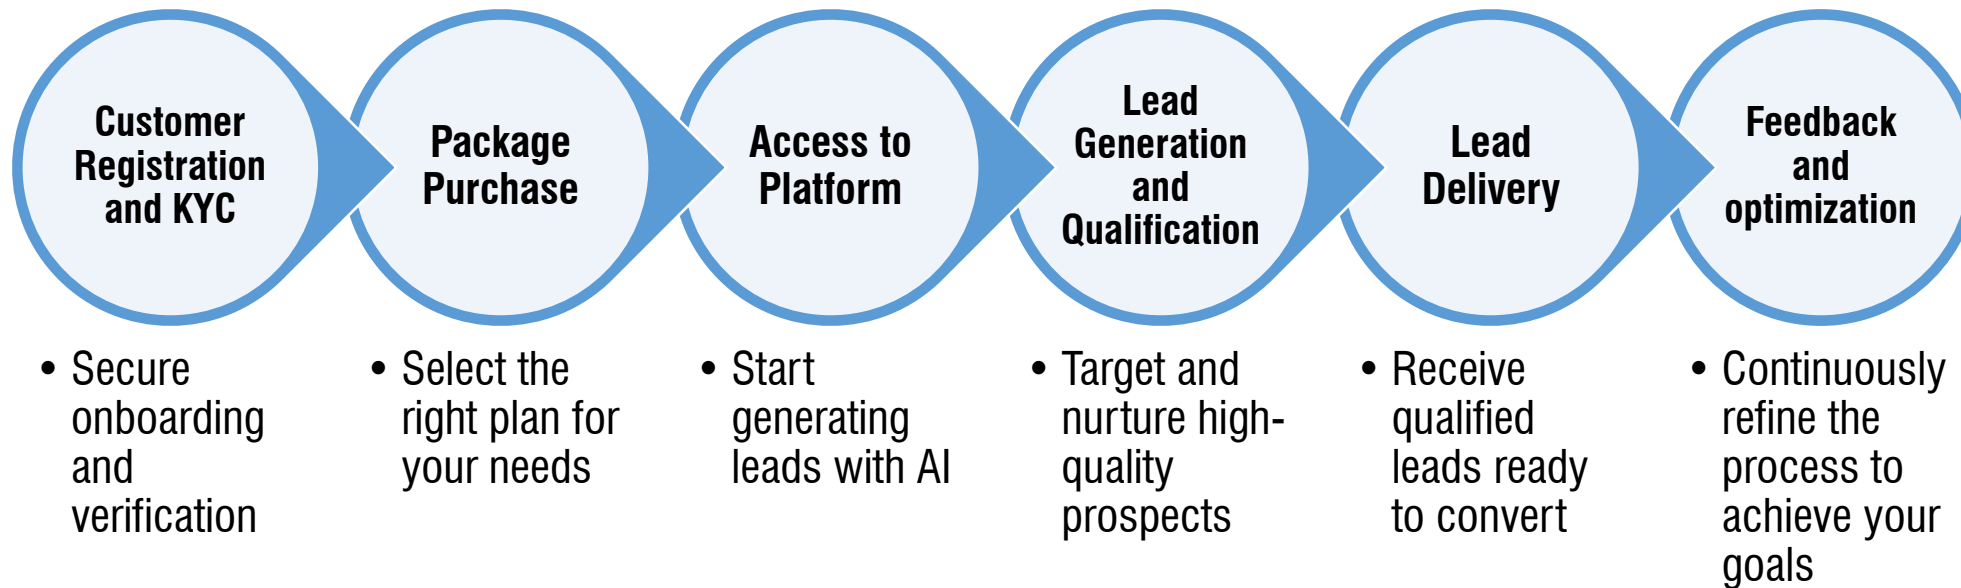 Customer
Registration
and KYC
Package
Purchase
Access to
Platform
Lead
Generation
and
Qualification
Lead
Delivery
Feedback
and
optimization
• Secure
onboarding
and
verification
• Select the
right plan for
your needs
• Start
generating
leads with AI
• Target and
nurture high-
quality
prospects
• Receive
qualified
leads ready
to convert
• Continuously
refine the
process to
achieve your
goals